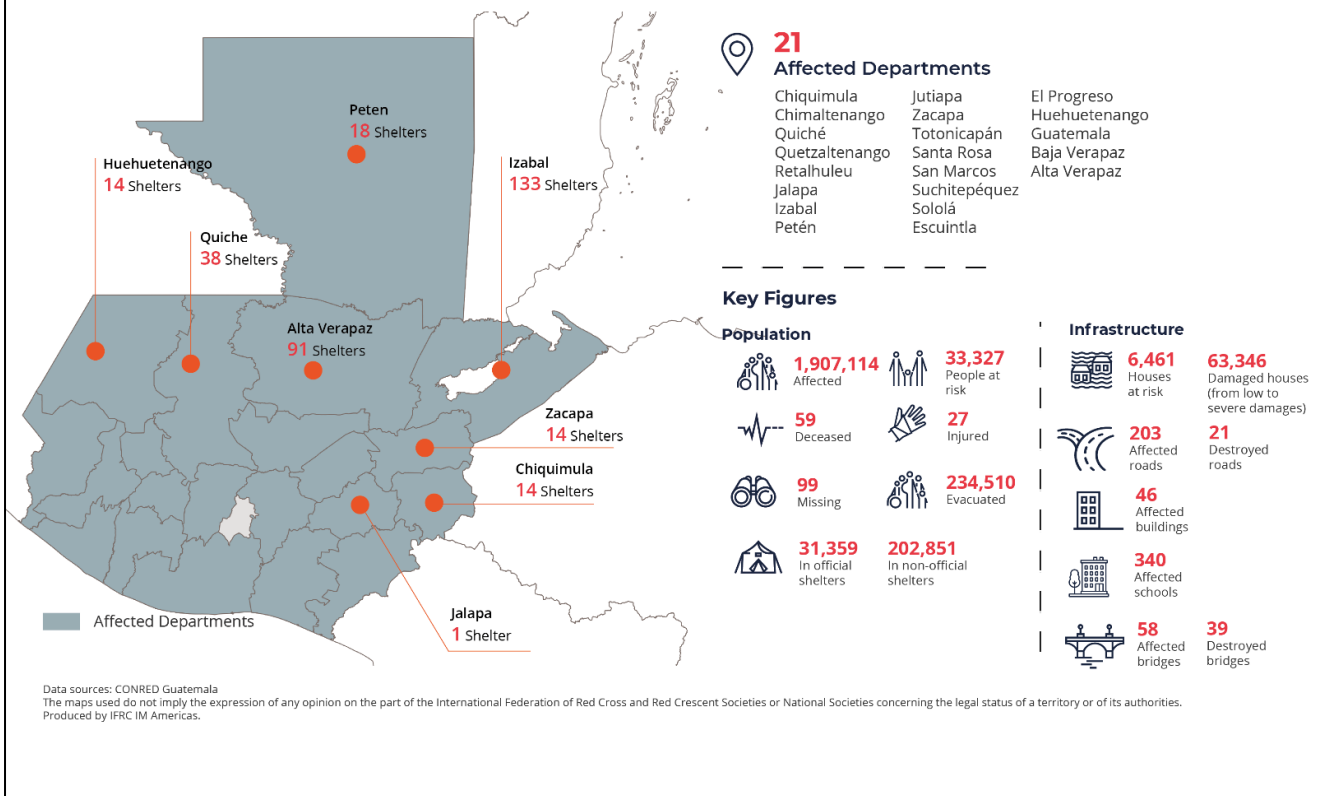 Peten
18 Shelters
Huehuetenango
14 Shelters
Izabal
133 Shelters
Quiche
38 Shelters
Alta Verapaz
91 Shelters
Zacapa
14 Shelters
Chiquimula
14 Shelters
Jalapa
1 Shelter
Affected Departments
21
Affected Departments
Chiquimula
Chimaltenango
Quiché
Quetzaltenango
Retalhuleu
Jalapa
Izabal
Petén
Jutiapa
Zacapa
Totonicapán
Santa Rosa
San Marcos
Suchitepéquez
Sololá
Escuintla
El Progreso
Huehuetenango
Guatemala
Baja Verapaz
Alta Verapaz
Key Figures
Population
1,907,114
Affected
33,327
People at
risk
59
Deceased
27
Injured
99
Missing
234,510
Evacuated
31,359
In official
shelters
202,851
In non-official
shelters
Infrastructure
6,461
Houses
at risk
63,346
Damaged houses
(from low to
severe damages)
203
Affected
roads
21
Destroyed
roads
46
Affected
buildings
340
Affected
schools
58
Affected
bridges
39
Destroyed
bridges
Data sources: CONRED Guatemala
The maps used do not imply the expression of any opinion on the part of the International Federation of Red Cross and Red Crescent Societies or National Societies concerning the legal status of a territory or of its authorities.
Produced by IFRC IM Americas.